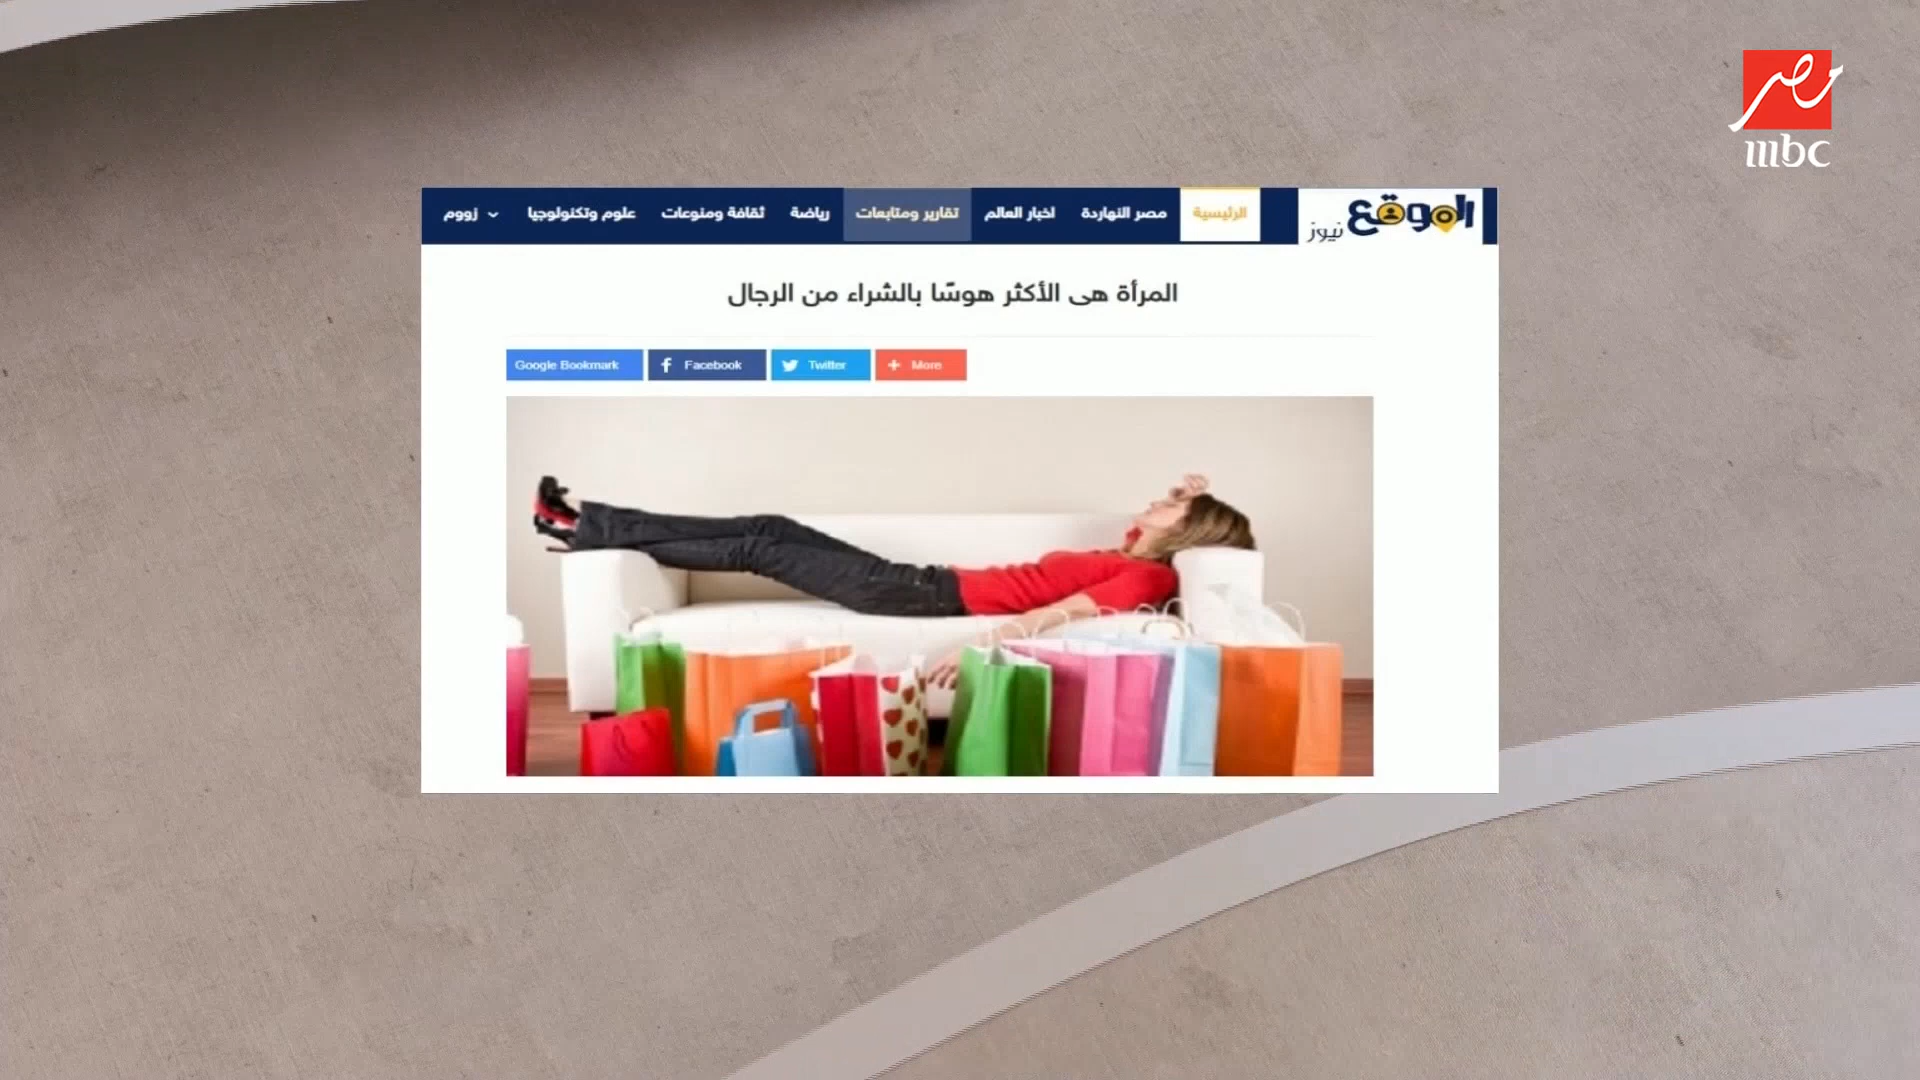 مصر
mbc
الموقع
نيوز
الرئيسية مصر النهاردة اخبار العالم تقارير ومتابعات رياضة ثقافة ومنوعات علوم وتكنولوجيا زووم
المرأة هى الأكثر هوسًا بالشراء من الرجال
Google Bookmark Facebook Twitter More